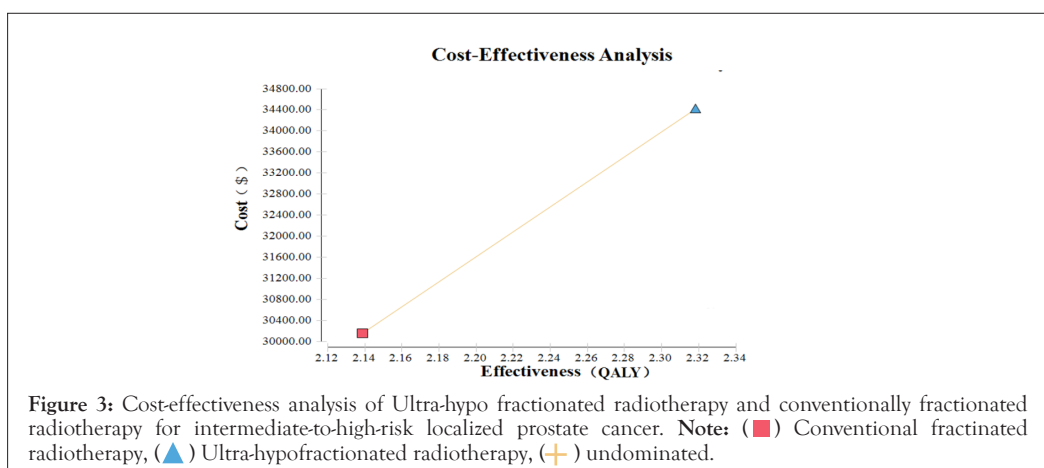 Cost-Effectiveness Analysis
34800.00
34400.00
34000.00
33600.00
33200.00
32800.00
32400.00
32000.00
31600.00
31200.00
30800.00
30400.00
30000.00
Cost ( $ )
2.12 2.14 2.16 2.18 2.20 2.22 2.24 2.26 2.28 2.30 2.32 2.34
Effectiveness (QALY)
Figure 3: Cost-effectiveness analysis of Ultra-hypo fractionated radiotherapy and conventionally fractionated
radiotherapy for intermediate-to-high-risk localized prostate cancer. Note: (■) Conventional fractinated
radiotherapy, (▲) Ultra-hypofractionated radiotherapy, (+) undominated.